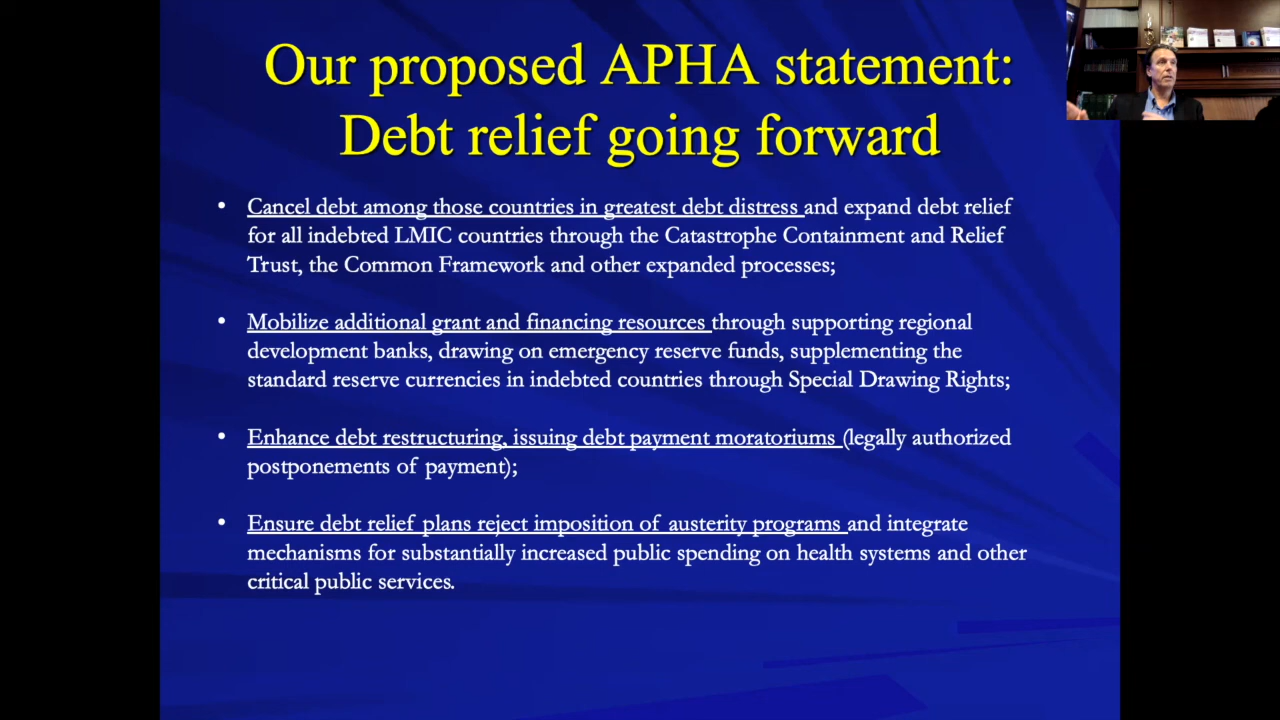 Our proposed APHA statement:
Debt relief going forward
• Cancel debt among those countries in greatest debt distress and expand debt relief
for all indebted LMIC countries through the Catastrophe Containment and Relief
Trust, the Common Framework and other expanded processes;
• Mobilize additional grant and financing resources through supporting regional
development banks, drawing on emergency reserve funds, supplementing the
standard reserve currencies in indebted countries through Special Drawing Rights;
• Enhance debt restructuring, issuing debt payment moratoriums (legally authorized
postponements of payment);
• Ensure debt relief plans reject imposition of austerity programs and integrate
mechanisms for substantially increased public spending on health systems and other
critical public services.